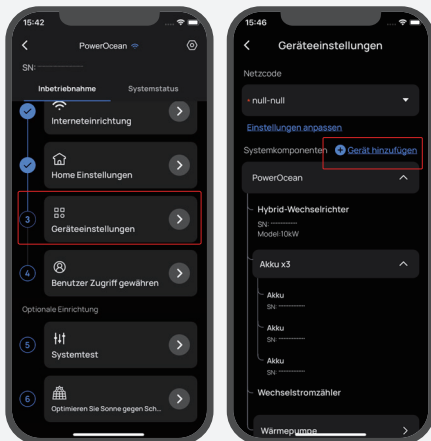 15:42
PowerOcean
SN:
Inbetriebnahme
Systemstatus
Interneteinrichtung
Home Einstellungen
3
Geräteeinstellungen
4
Benutzer Zugriff gewähren
Optionale Einrichtung
5
Systemtest
6
Optimieren Sie Sonne gegen Sch...
15:46
Geräteeinstellungen
Netzcode
* null-null
Einstellungen anpassen
Systemkomponenten
Gerät hinzufügen
PowerOcean
Hybrid-Wechselrichter
SN:
Model:10kW
Akku x3
Akku
SN:
Akku
SN:
Akku
SN:
Wechselstromzähler
Wärmepumpe